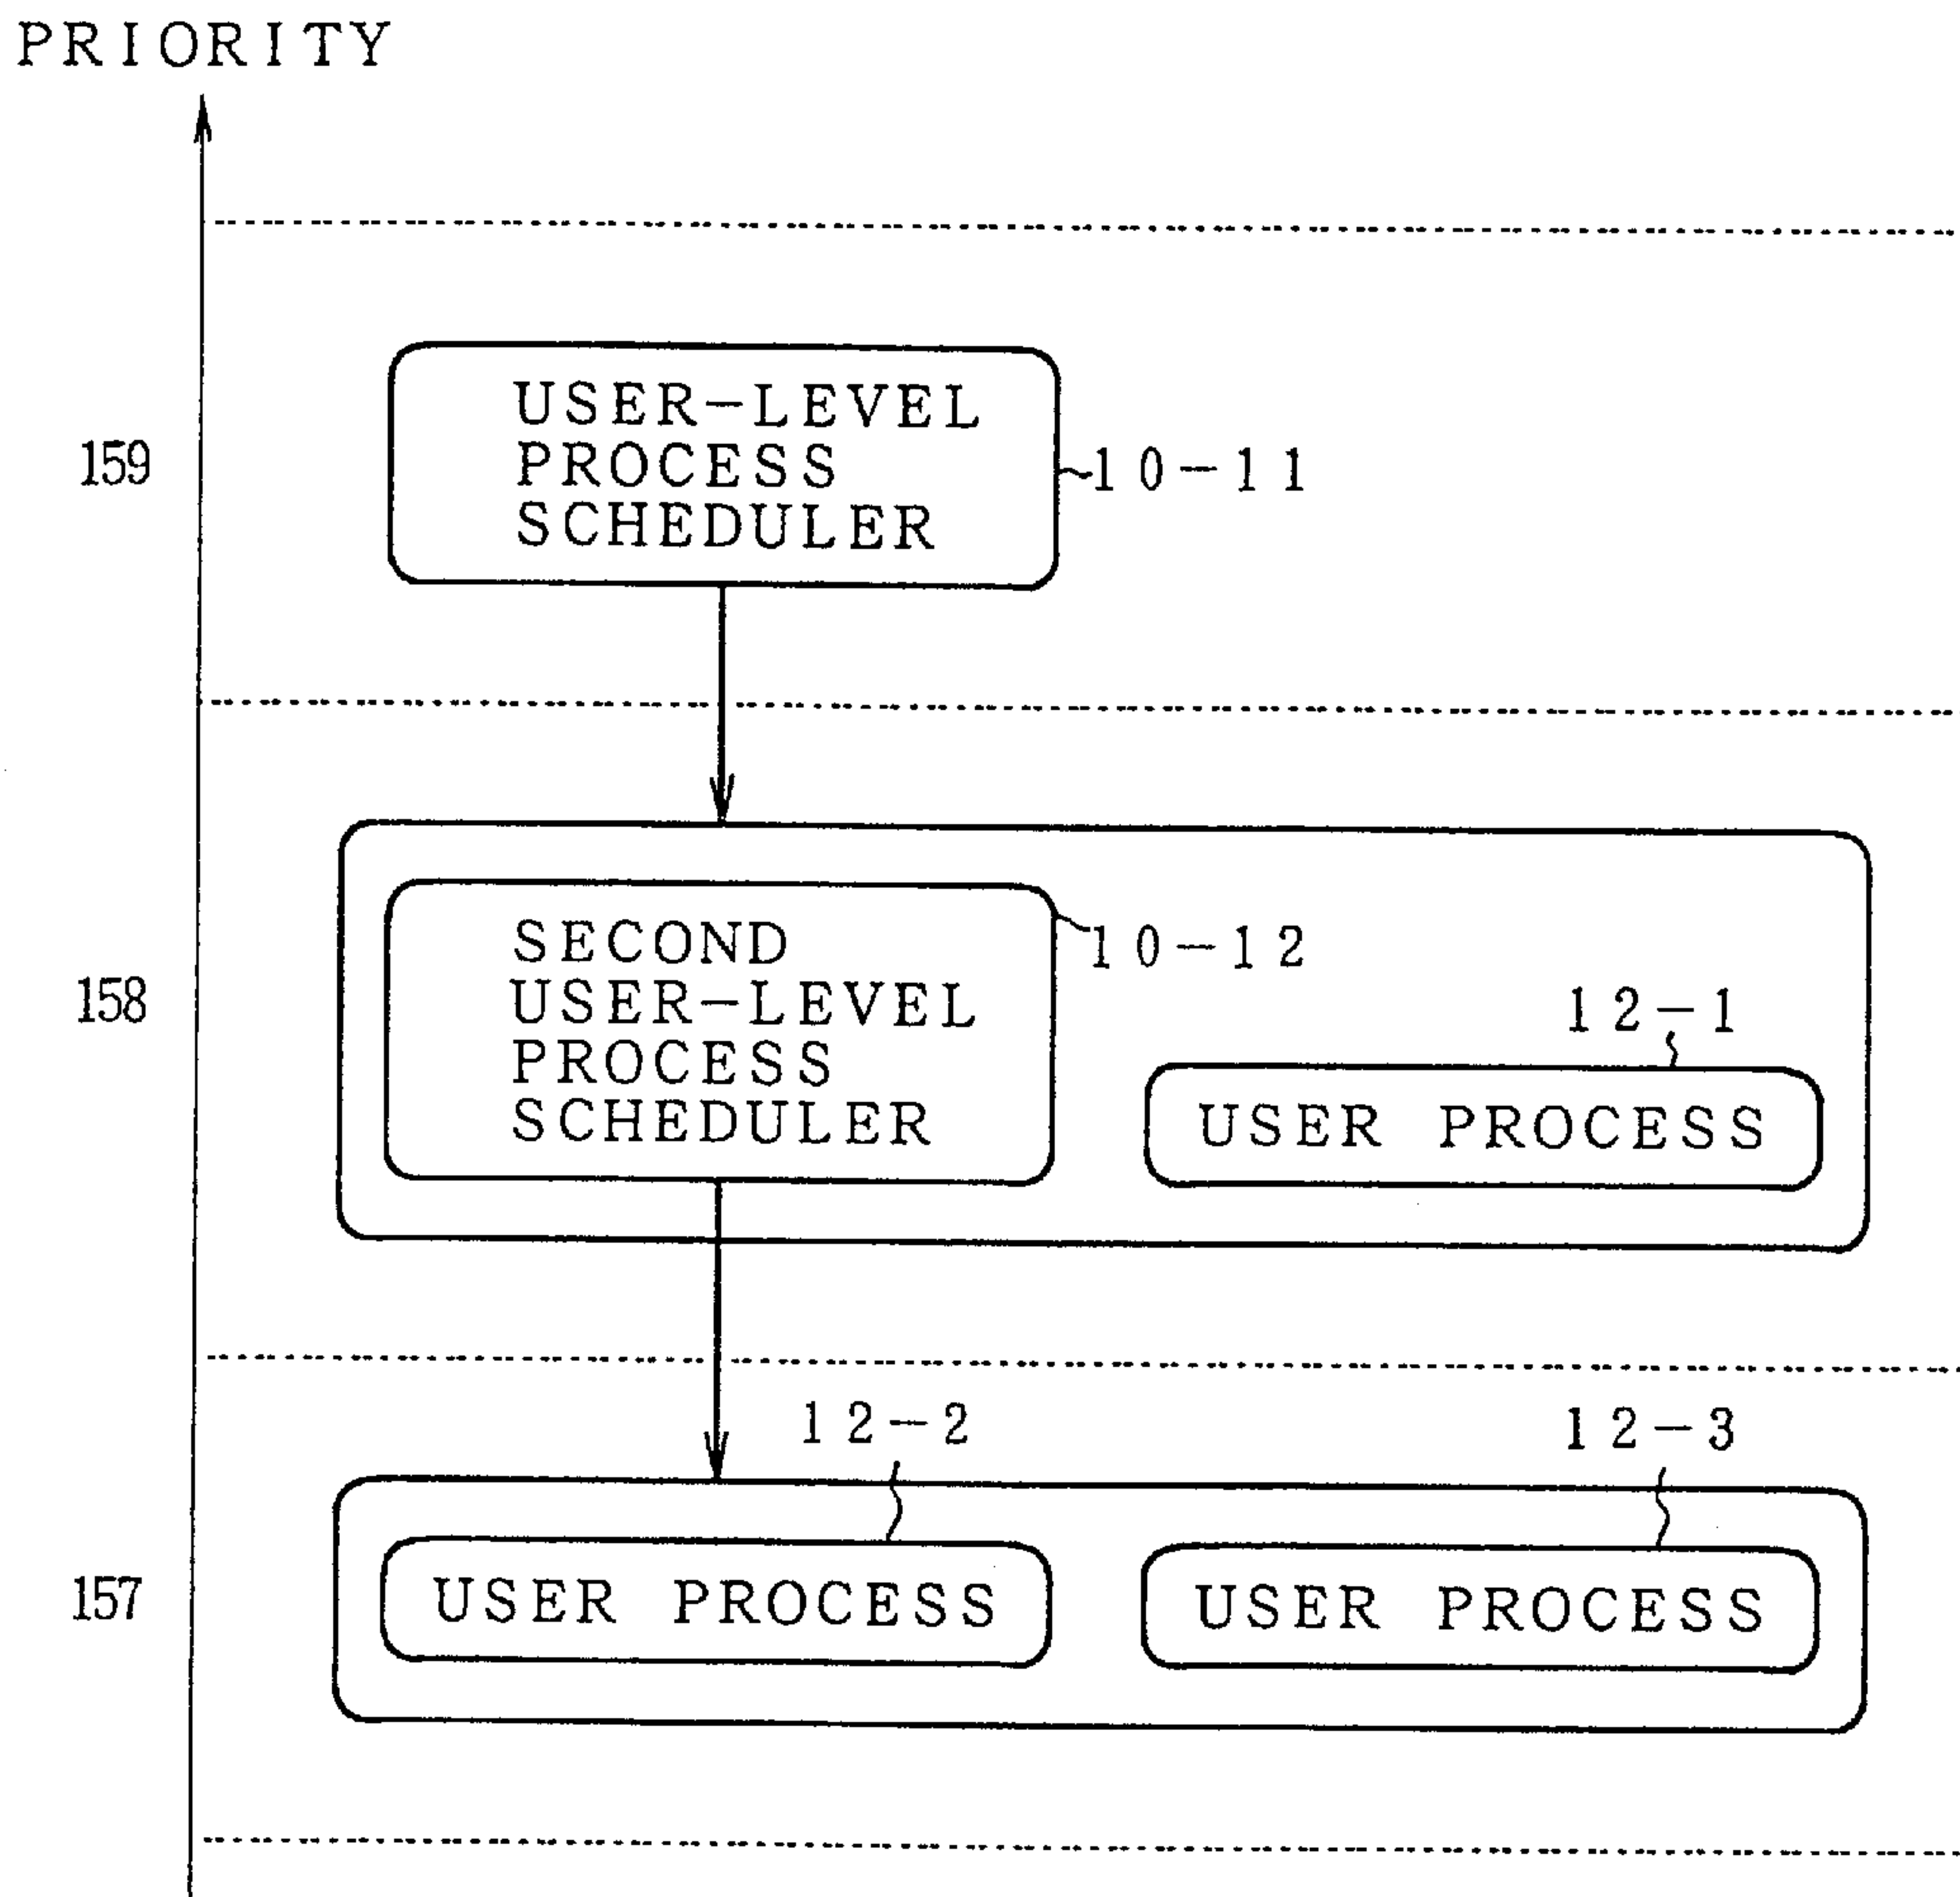 PRIORITY
USER-LEVEL
PROCESS
SCHEDULER
159
10-11
SECOND
USER-LEVEL
PROCESS
SCHEDULER
158
10-12
12-1
USER PROCESS
12-2
12-3
157
USER PROCESS
USER PROCESS